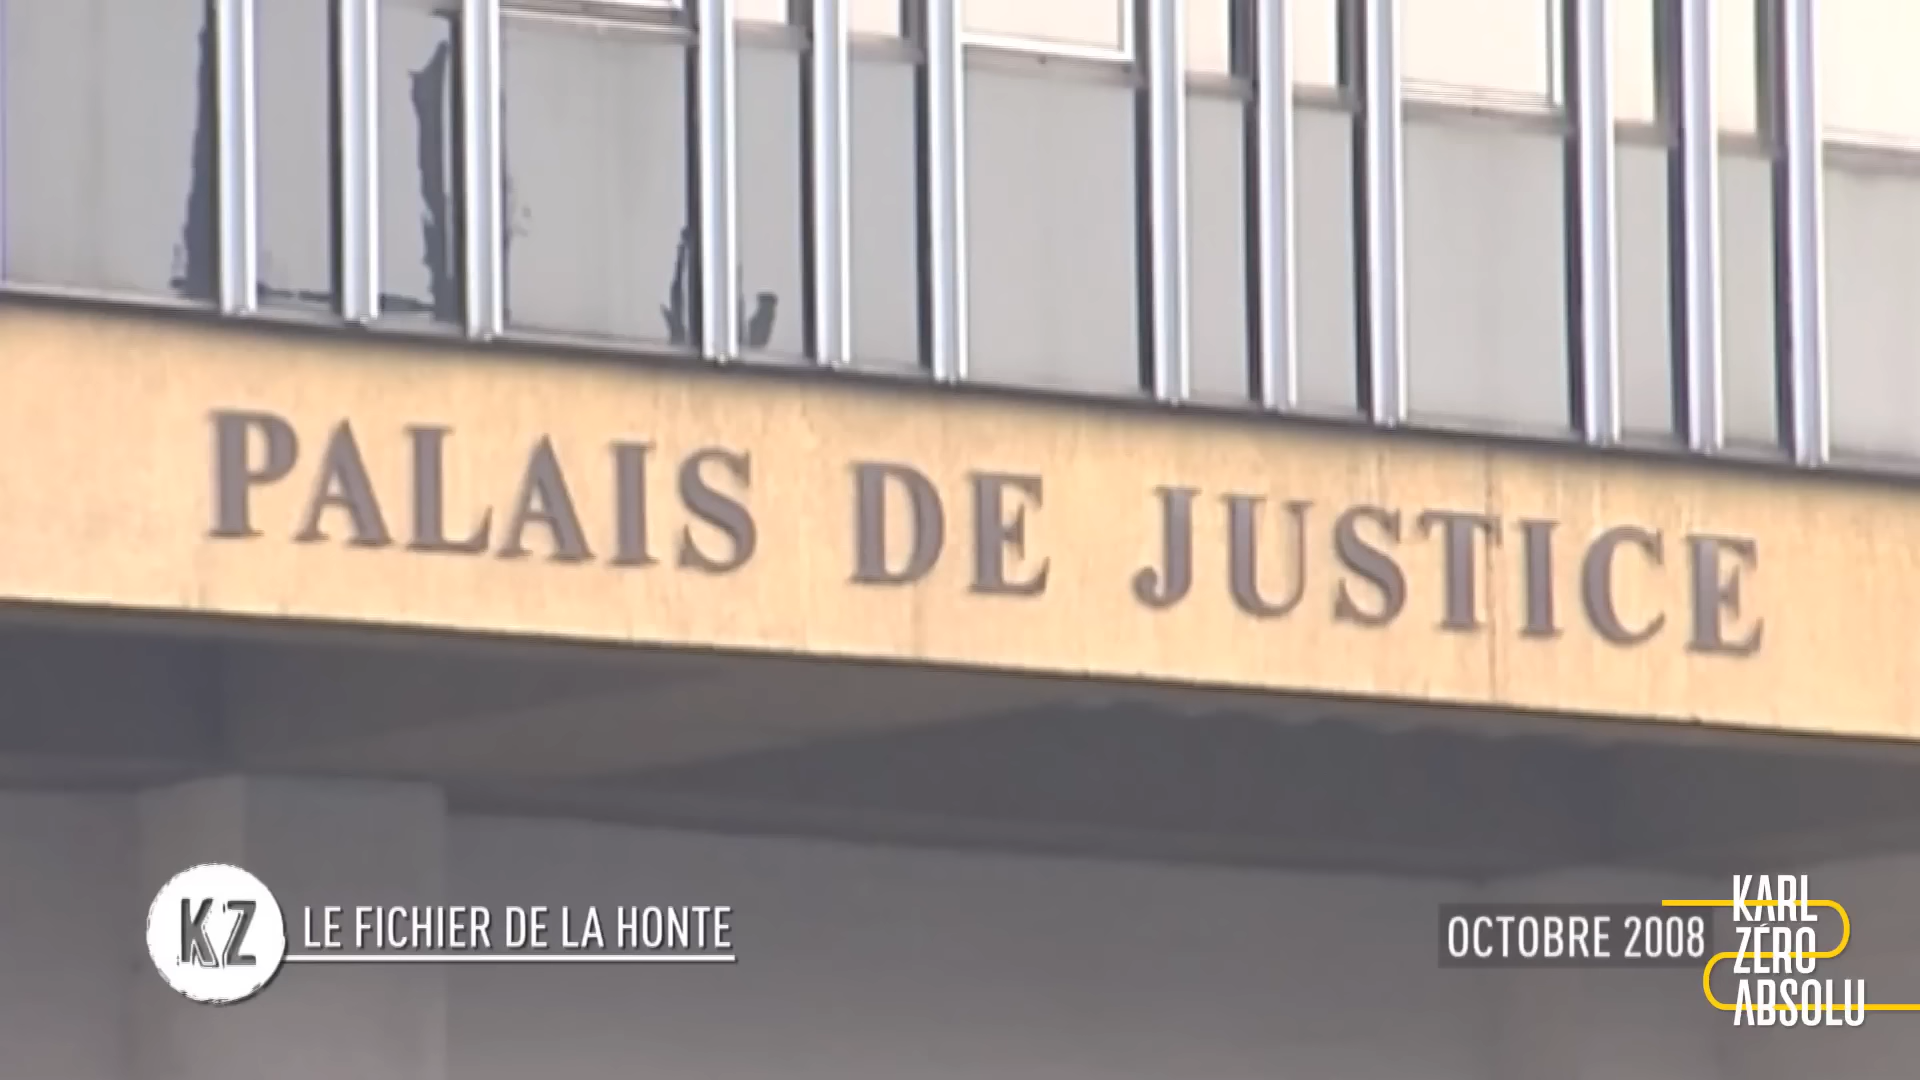 PALAIS DE JUSTICE
KZ LE FICHIER DE LA HONTE
OCTOBRE 2008
KARL
ZÉRO
ABSOLU